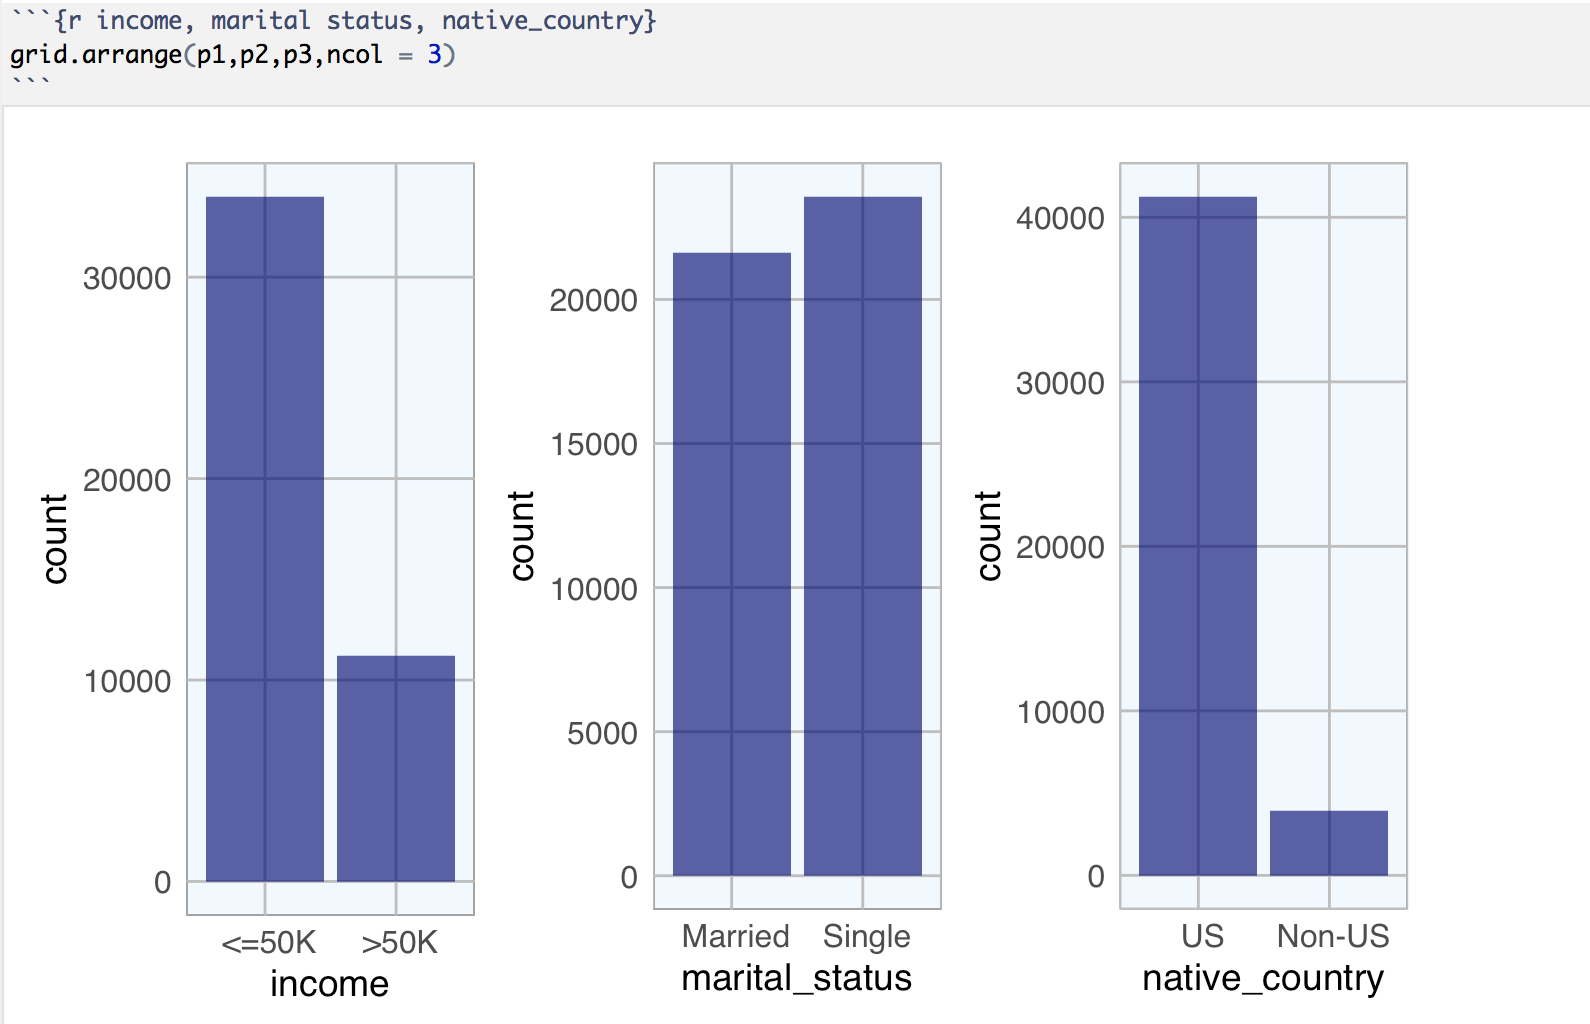 ```{r income, marital status, native_country}
grid.arrange(p1,p2,p3,ncol = 3)
```
30000
20000
10000
0
count
<=50K >50K
income
20000
15000
10000
5000
0
count
Married Single
marital_status
40000
30000
20000
10000
0
count
US Non-US
native_country